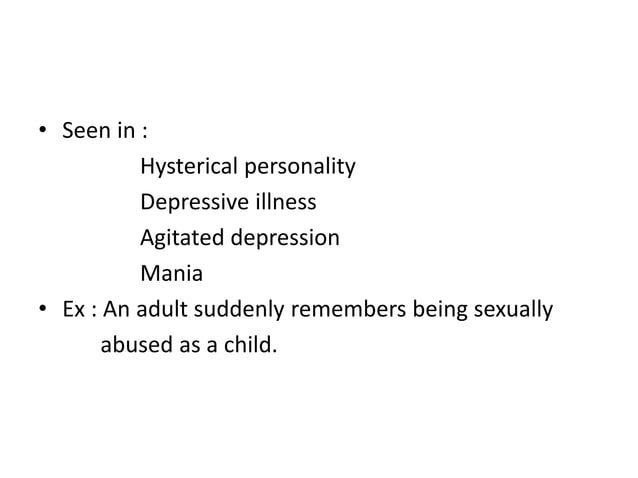 • Seen in :
Hysterical personality
Depressive illness
Agitated depression
Mania
• Ex : An adult suddenly remembers being sexually
abused as a child.